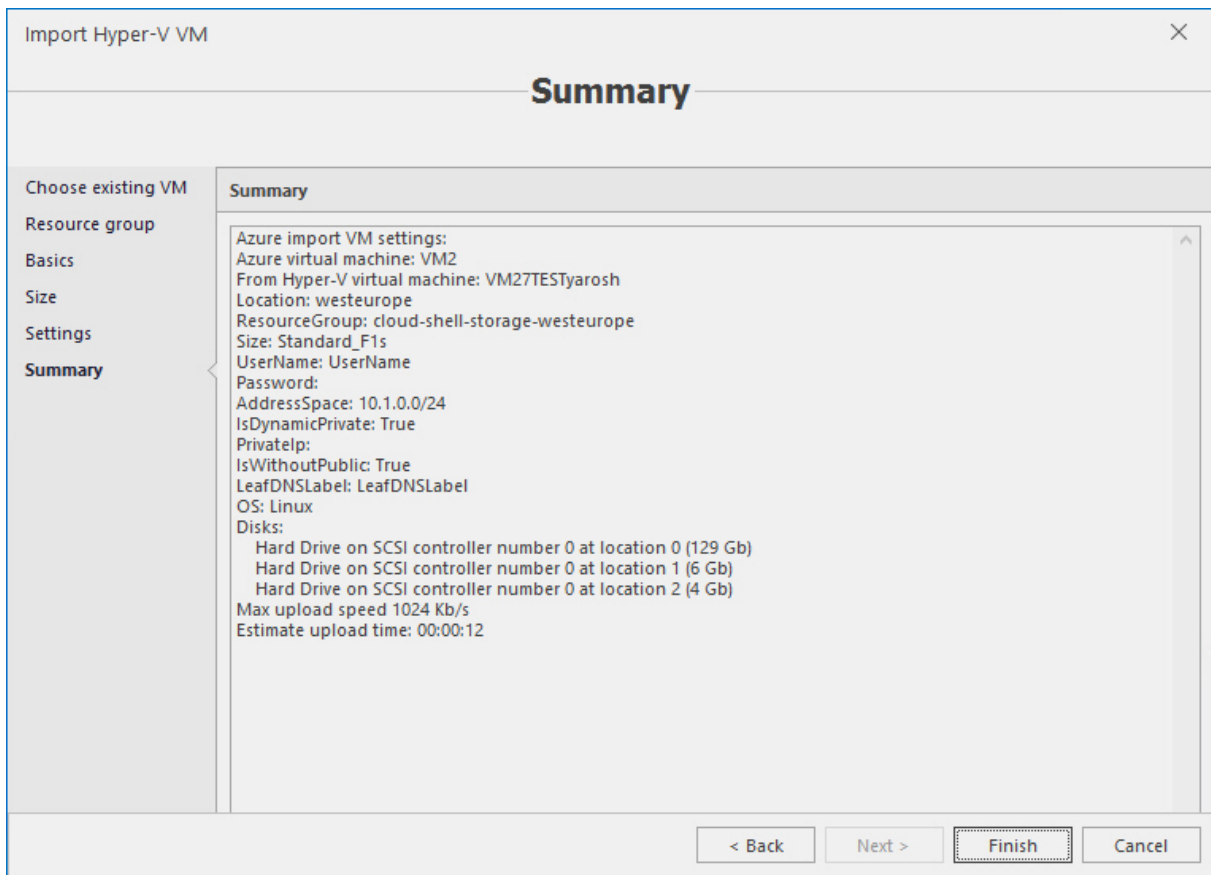 Import Hyper-V VM
Summary
Choose existing VM
Resource group
Basics
Size
Settings
Summary
Summary
Azure import VM settings:
Azure virtual machine: VM2
From Hyper-V virtual machine: VM27TESTyarosh
Location: westeurope
ResourceGroup: cloud-shell-storage-westeurope
Size: Standard_F1s
UserName: UserName
Password:
AddressSpace: 10.1.0.0/24
IsDynamicPrivate: True
PrivateIp:
IsWithoutPublic: True
LeafDNSLabel: LeafDNSLabel
OS: Linux
Disks:
Hard Drive on SCSI controller number 0 at location 0 (129 Gb)
Hard Drive on SCSI controller number 0 at location 1 (6 Gb)
Hard Drive on SCSI controller number 0 at location 2 (4 Gb)
Max upload speed 1024 Kb/s
Estimate upload time: 00:00:12
< Back Next > Finish Cancel